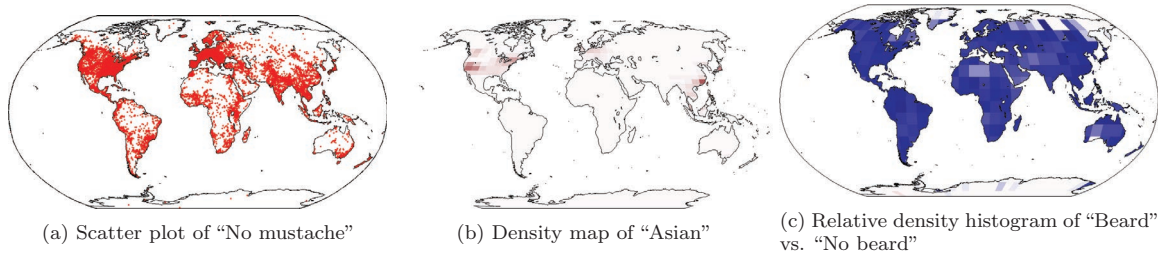 (a) Scatter plot of “No mustache”
(b) Density map of “Asian”
(c) Relative density histogram of “Beard”
vs. “No beard”